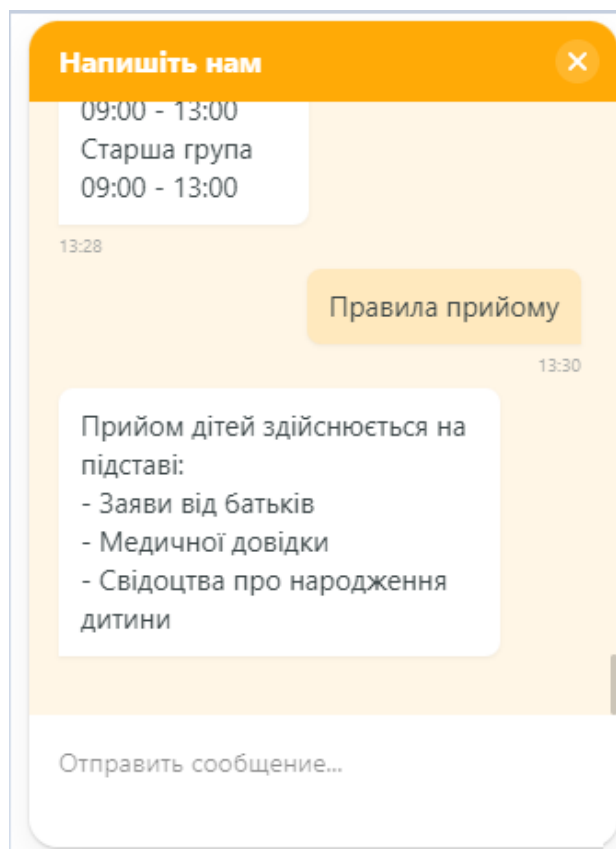 Напишіть нам
09:00 - 13:00
Старша група
09:00 - 13:00
13:28
Правила прийому
13:30
Прийом дітей здійснюється на
підставі:
- Заяви від батьків
- Медичної довідки
- Свідоцтва про народження
дитини
Отправить сообщение...